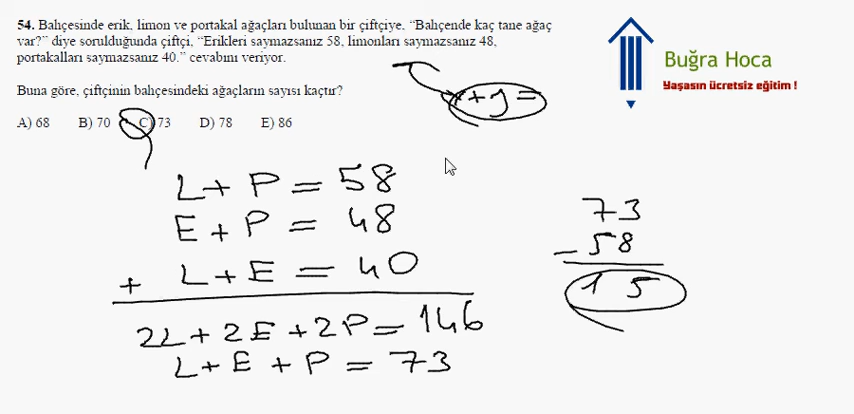 54. Bahçesinde erik, limon ve portakal ağaçları bulunan bir çiftçiye, “Bahçende kaç tane ağaç
var?” diye sorulduğunda çiftçi, “Erikleri saymazsanız 58, limonları saymazsanız 48,
portakalları saymazsanız 40.” cevabını veriyor.
Buna göre, çiftçinin bahçesindeki ağaçların sayısı kaçtır?
A) 68 B) 70 C) 73 D) 78 E) 86
Buğra Hoca
Yaşasın ücretsiz eğitim !
x + y =
L + P = 58
E + P = 48
+ L + E = 40
2L + 2E + 2P = 146
L + E + P = 73
73
- 58
15